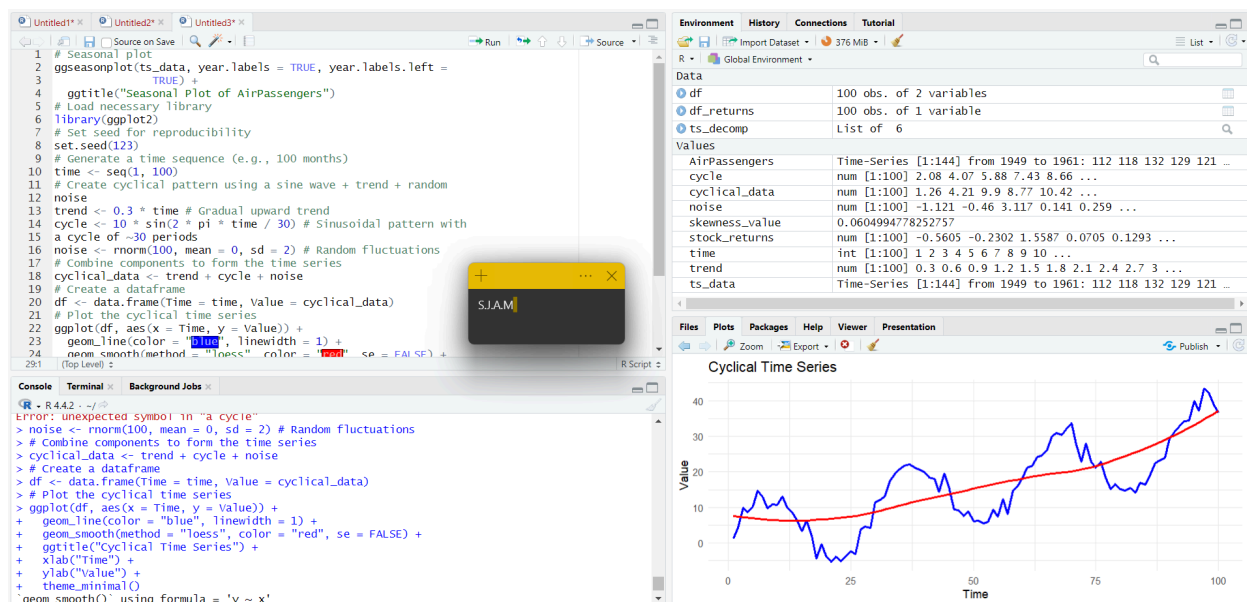 Untitled1* × Untitled2* × Untitled3* ×
Source on Save Run Source
1 # Seasonal plot
2 ggseasonplot(ts_data, year.labels = TRUE, year.labels.left =
3 TRUE) +
4 ggtitle("Seasonal Plot of AirPassengers")
5 # Load necessary library
6 library(ggplot2)
7 # Set seed for reproducibility
8 set.seed(123)
9 # Generate a time sequence (e.g., 100 months)
10 time <- seq(1, 100)
11 # Create cyclical pattern using a sine wave + trend + random
12 noise
13 trend <- 0.3 * time # Gradual upward trend
14 cycle <- 10 * sin(2 * pi * time / 30) # Sinusoidal pattern with
15 a cycle of ~30 periods
16 noise <- rnorm(100, mean = 0, sd = 2) # Random fluctuations
17 # Combine components to form the time series
18 cyclical_data <- trend + cycle + noise
19 # Create a dataframe
20 df <- data.frame(Time = time, Value = cyclical_data)
21 # Plot the cyclical time series
22 ggplot(df, aes(x = Time, y = Value)) +
23 geom_line(color = "blue", linewidth = 1) +
24 geom_smooth(method = "loess", color = "red", se = FALSE) +
29:1 (Top Level) R Script
S.J.A.M
Console Terminal × Background Jobs ×
R 4.4.2 · ~/
Error: unexpected symbol in "a cycle"
> noise <- rnorm(100, mean = 0, sd = 2) # Random fluctuations
> # Combine components to form the time series
> cyclical_data <- trend + cycle + noise
> # Create a dataframe
> df <- data.frame(Time = time, Value = cyclical_data)
> # Plot the cyclical time series
> ggplot(df, aes(x = Time, y = Value)) +
+ geom_line(color = "blue", linewidth = 1) +
+ geom_smooth(method = "loess", color = "red", se = FALSE) +
+ ggtitle("Cyclical Time Series") +
+ xlab("Time") +
+ ylab("Value") +
+ theme_minimal()
`geom_smooth()` using formula = 'y ~ x'
Environment History Connections Tutorial
Import Dataset 376 MiB List
R Global Environment
Data
df 100 obs. of 2 variables
df_returns 100 obs. of 1 variable
ts_decomp List of 6
Values
AirPassengers Time-Series [1:144] from 1949 to 1961: 112 118 132 129 121 …
cycle num [1:100] 2.08 4.07 5.88 7.43 8.66 ...
cyclical_data num [1:100] 1.26 4.21 9.9 8.77 10.42 ...
noise num [1:100] -1.121 -0.46 3.117 0.141 0.259 ...
skewness_value 0.0604994778252757
stock_returns num [1:100] -0.5605 -0.2302 1.5587 0.0705 0.1293 ...
time int [1:100] 1 2 3 4 5 6 7 8 9 10 ...
trend num [1:100] 0.3 0.6 0.9 1.2 1.5 1.8 2.1 2.4 2.7 3 ...
ts_data Time-Series [1:144] from 1949 to 1961: 112 118 132 129 121 …
Files Plots Packages Help Viewer Presentation
Zoom Export Publish
Cyclical Time Series
Value
40
30
20
10
0
0 25 50 75 100
Time